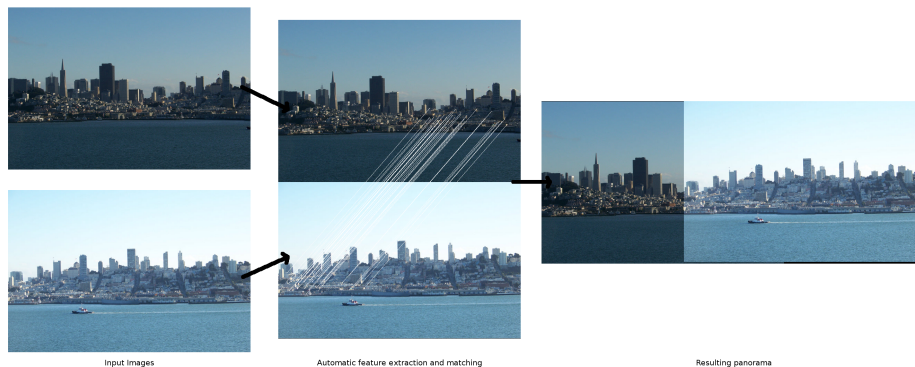 Input Images
Automatic feature extraction and matching
Resulting panorama